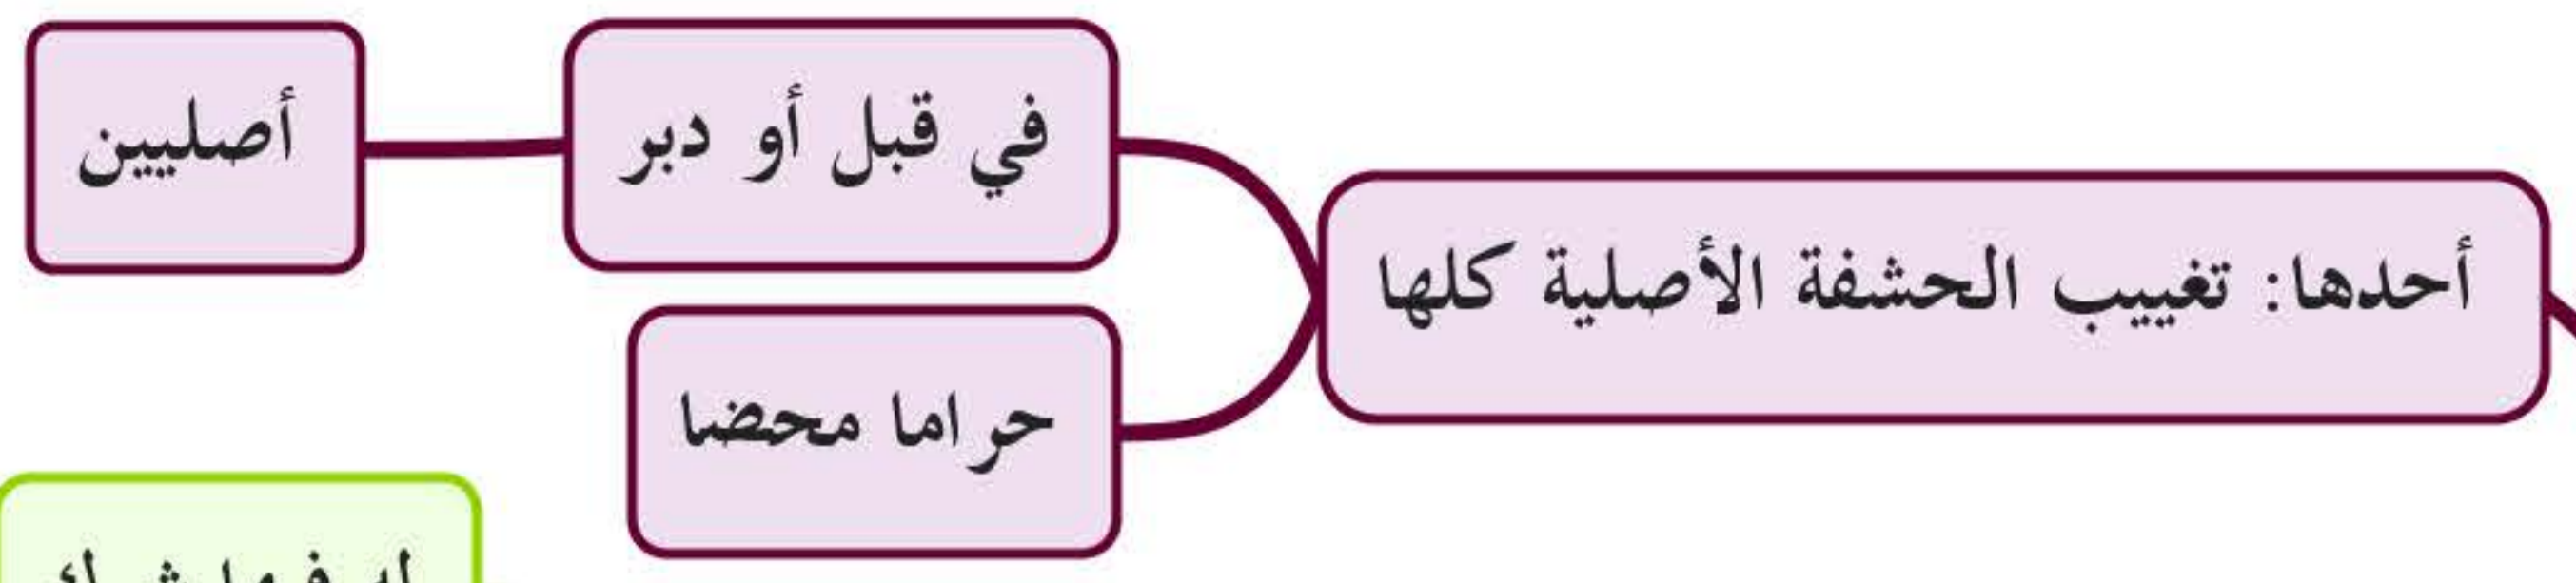 أحدها: تغييب الحشفة الأصلية كلها
في قبل أو دبر
أصليين
حراما محضا